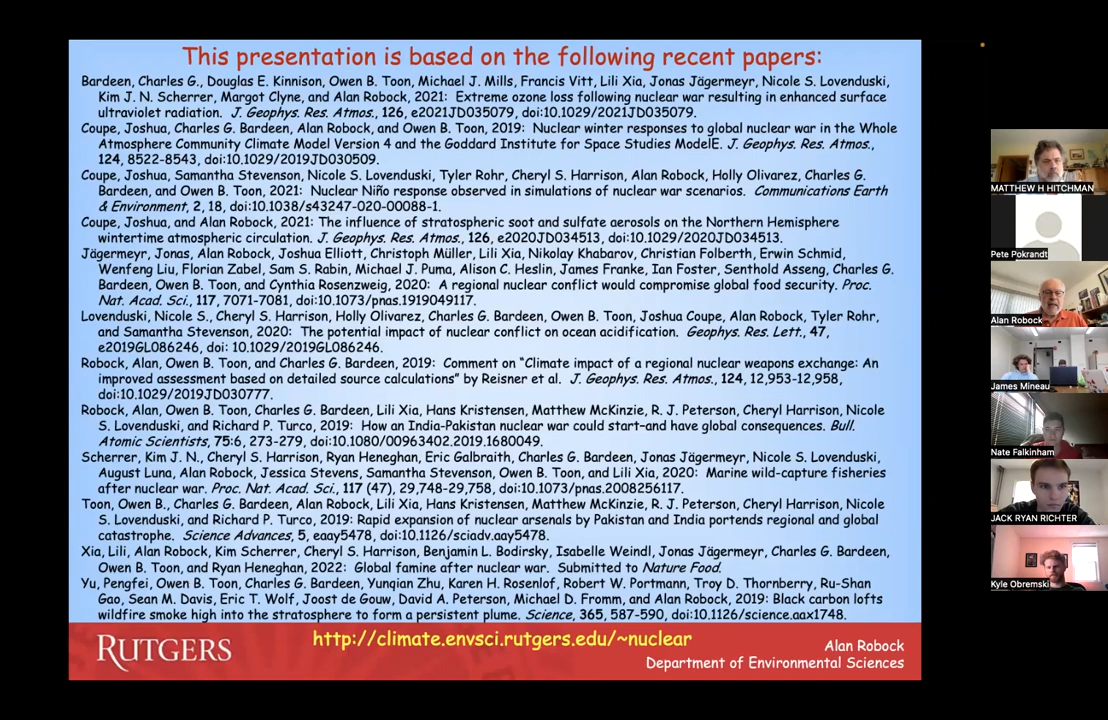 This presentation is based on the following recent papers:
Bardeen, Charles G., Douglas E. Kinnison, Owen B. Toon, Michael J. Mills, Francis Vitt, Lili Xia, Jonas Jägermeyr, Nicole S. Lovenduski,
Kim J. N. Scherrer, Margot Clyne, and Alan Robock, 2021: Extreme ozone loss following nuclear war resulting in enhanced surface
ultraviolet radiation. J. Geophys. Res. Atmos., 126, e2021JD035079, doi:10.1029/2021JD035079.
Coupe, Joshua, Charles G. Bardeen, Alan Robock, and Owen B. Toon, 2019: Nuclear winter responses to global nuclear war in the Whole
Atmosphere Community Climate Model Version 4 and the Goddard Institute for Space Studies ModelE. J. Geophys. Res. Atmos.,
124, 8522-8543, doi:10.1029/2019JD030509.
Coupe, Joshua, Samantha Stevenson, Nicole S. Lovenduski, Tyler Rohr, Cheryl S. Harrison, Alan Robock, Holly Olivarez, Charles G.
Bardeen, and Owen B. Toon, 2021: Nuclear Niño response observed in simulations of nuclear war scenarios. Communications Earth
& Environment, 2, 18, doi:10.1038/s43247-020-00088-1.
Coupe, Joshua, and Alan Robock, 2021: The influence of stratospheric soot and sulfate aerosols on the Northern Hemisphere
wintertime atmospheric circulation. J. Geophys. Res. Atmos., 126, e2020JD034513, doi:10.1029/2020JD034513.
Jägermeyr, Jonas, Alan Robock, Joshua Elliott, Christoph Müller, Lili Xia, Nikolay Khabarov, Christian Folberth, Erwin Schmid,
Wenfeng Liu, Florian Zabel, Sam S. Rabin, Michael J. Puma, Alison C. Heslin, James Franke, Ian Foster, Senthold Asseng, Charles G.
Bardeen, Owen B. Toon, and Cynthia Rosenzweig, 2020: A regional nuclear conflict would compromise global food security. Proc.
Nat. Acad. Sci., 117, 7071-7081, doi:10.1073/pnas.1919049117.
Lovenduski, Nicole S., Cheryl S. Harrison, Holly Olivarez, Charles G. Bardeen, Owen B. Toon, Joshua Coupe, Alan Robock, Tyler Rohr,
and Samantha Stevenson, 2020: The potential impact of nuclear conflict on ocean acidification. Geophys. Res. Lett., 47,
e2019GL086246, doi: 10.1029/2019GL086246.
Robock, Alan, Owen B. Toon, and Charles G. Bardeen, 2019: Comment on “Climate impact of a regional nuclear weapons exchange: An
improved assessment based on detailed source calculations” by Reisner et al. J. Geophys. Res. Atmos., 124, 12,953-12,958,
doi:10.1029/2019JD030777.
Robock, Alan, Owen B. Toon, Charles G. Bardeen, Lili Xia, Hans Kristensen, Matthew McKinzie, R. J. Peterson, Cheryl Harrison, Nicole
S. Lovenduski, and Richard P. Turco, 2019: How an India-Pakistan nuclear war could start–and have global consequences. Bull.
Atomic Scientists, 75:6, 273-279, doi:10.1080/00963402.2019.1680049.
Scherrer, Kim J. N., Cheryl S. Harrison, Ryan Heneghan, Eric Galbraith, Charles G. Bardeen, Jonas Jägermeyr, Nicole S. Lovenduski,
August Luna, Alan Robock, Jessica Stevens, Samantha Stevenson, Owen B. Toon, and Lili Xia, 2020: Marine wild-capture fisheries
after nuclear war. Proc. Nat. Acad. Sci., 117 (47), 29,748-29,758, doi:10.1073/pnas.2008256117.
Toon, Owen B., Charles G. Bardeen, Alan Robock, Lili Xia, Hans Kristensen, Matthew McKinzie, R. J. Peterson, Cheryl Harrison, Nicole
S. Lovenduski, and Richard P. Turco, 2019: Rapid expansion of nuclear arsenals by Pakistan and India portends regional and global
catastrophe. Science Advances, 5, eaay5478, doi:10.1126/sciadv.aay5478.
Xia, Lili, Alan Robock, Kim Scherrer, Cheryl S. Harrison, Benjamin L. Bodirsky, Isabelle Weindl, Jonas Jägermeyr, Charles G. Bardeen,
Owen B. Toon, and Ryan Heneghan, 2022: Global famine after nuclear war. Submitted to Nature Food.
Yu, Pengfei, Owen B. Toon, Charles G. Bardeen, Yunqian Zhu, Karen H. Rosenlof, Robert W. Portmann, Troy D. Thornberry, Ru-Shan
Gao, Sean M. Davis, Eric T. Wolf, Joost de Gouw, David A. Peterson, Michael D. Fromm, and Alan Robock, 2019: Black carbon lofts
wildfire smoke high into the stratosphere to form a persistent plume. Science, 365, 587-590, doi:10.1126/science.aax1748.
RUTGERS
http://climate.envsci.rutgers.edu/~nuclear
Alan Robock
Department of Environmental Sciences
MATTHEW H HITCHMAN
Pete Pokrandt
Alan Robock
James Mineau
Nate Falkinham
JACK RYAN RICHTER
Kyle Obremski